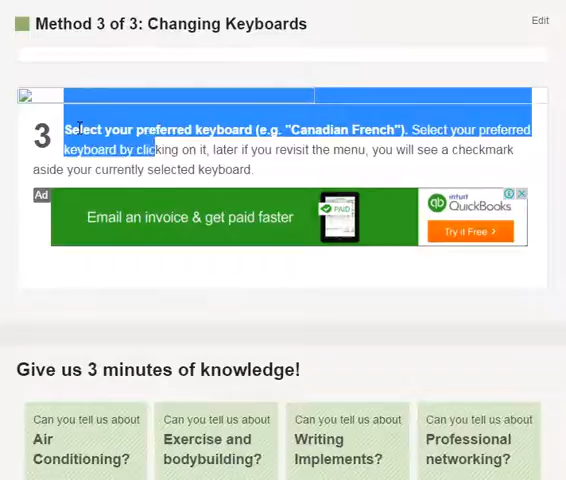 Method 3 of 3: Changing Keyboards
Edit
3
Select your preferred keyboard (e.g. "Canadian French"). Select your preferred
keyboard by clicking on it, later if you revisit the menu, you will see a checkmark
aside your currently selected keyboard.
Ad
Email an invoice & get paid faster
PAID
qb
intuit
QuickBooks
Try it Free >
Give us 3 minutes of knowledge!
Can you tell us about
Air
Conditioning?
Can you tell us about
Exercise and
bodybuilding?
Can you tell us about
Writing
Implements?
Can you tell us about
Professional
networking?